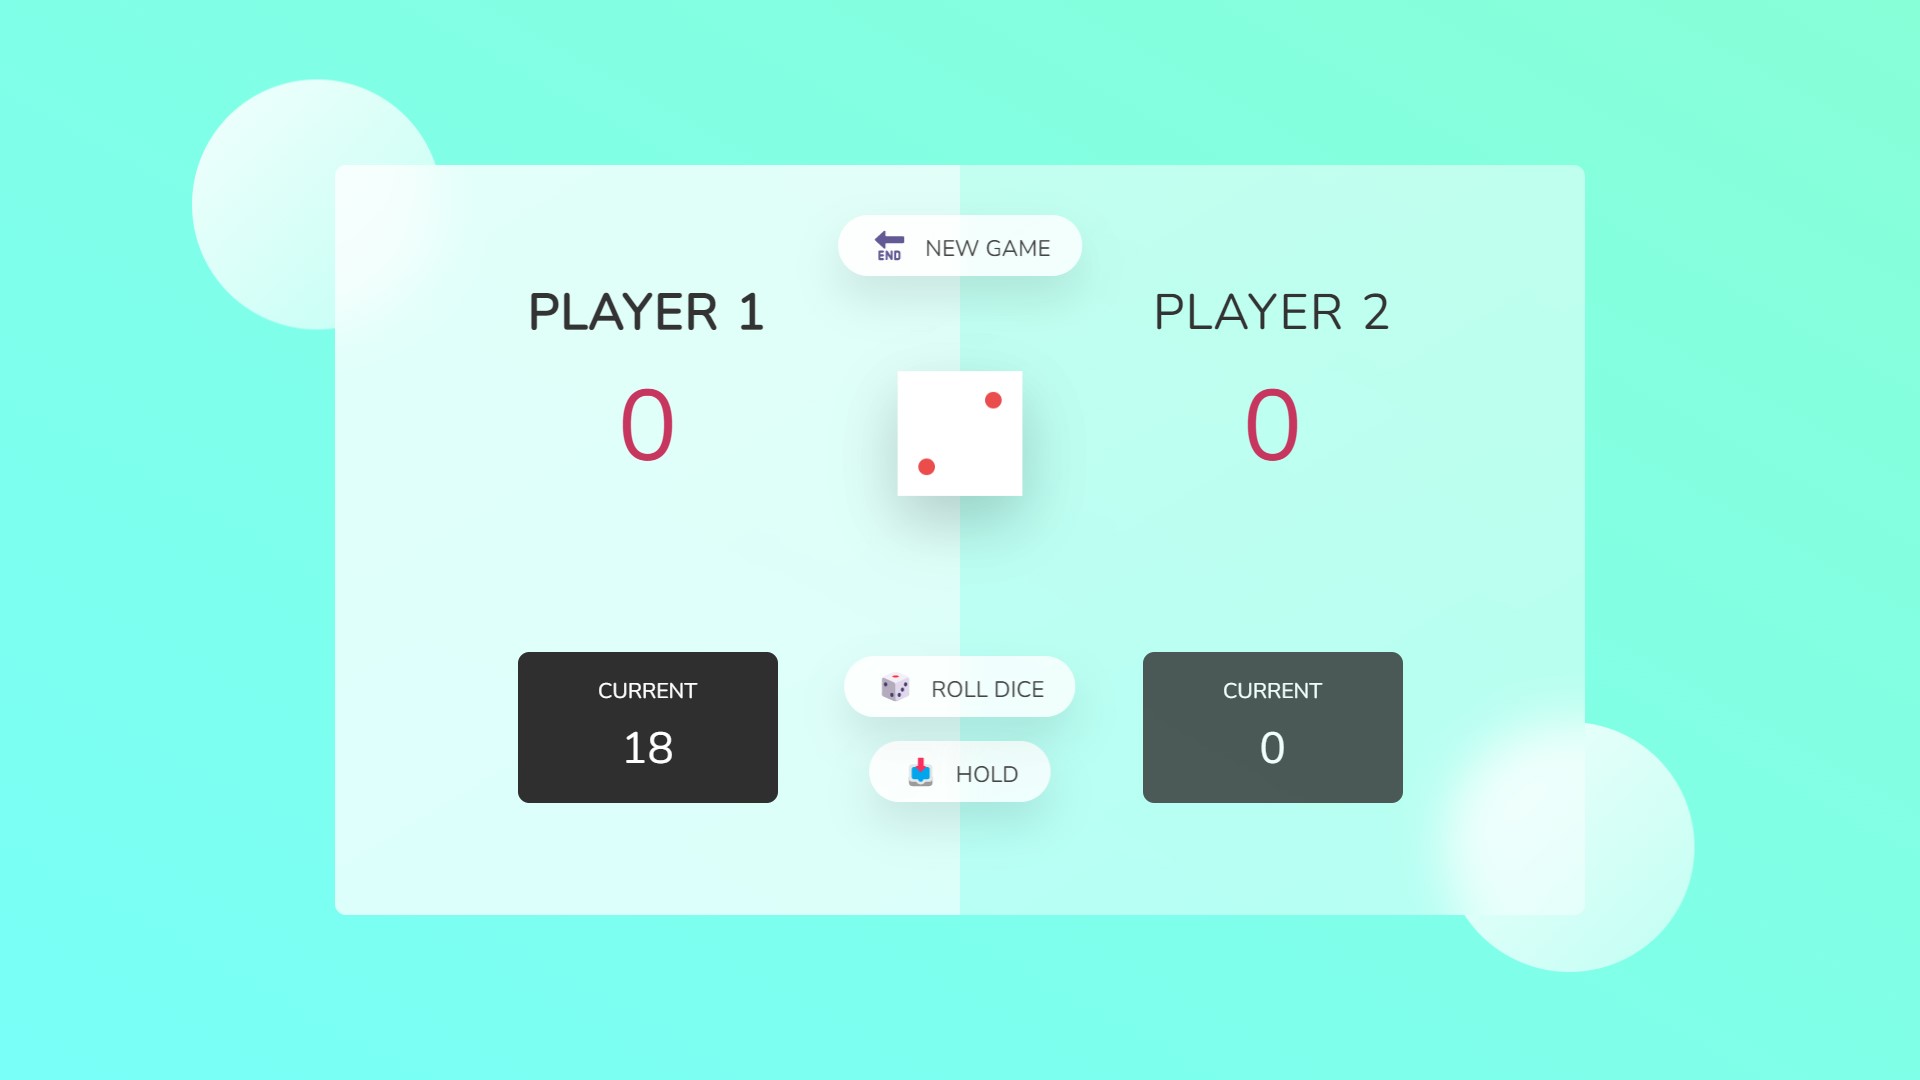 END NEW GAME
PLAYER 1
0
PLAYER 2
0
CURRENT
18
ROLL DICE
HOLD
CURRENT
0